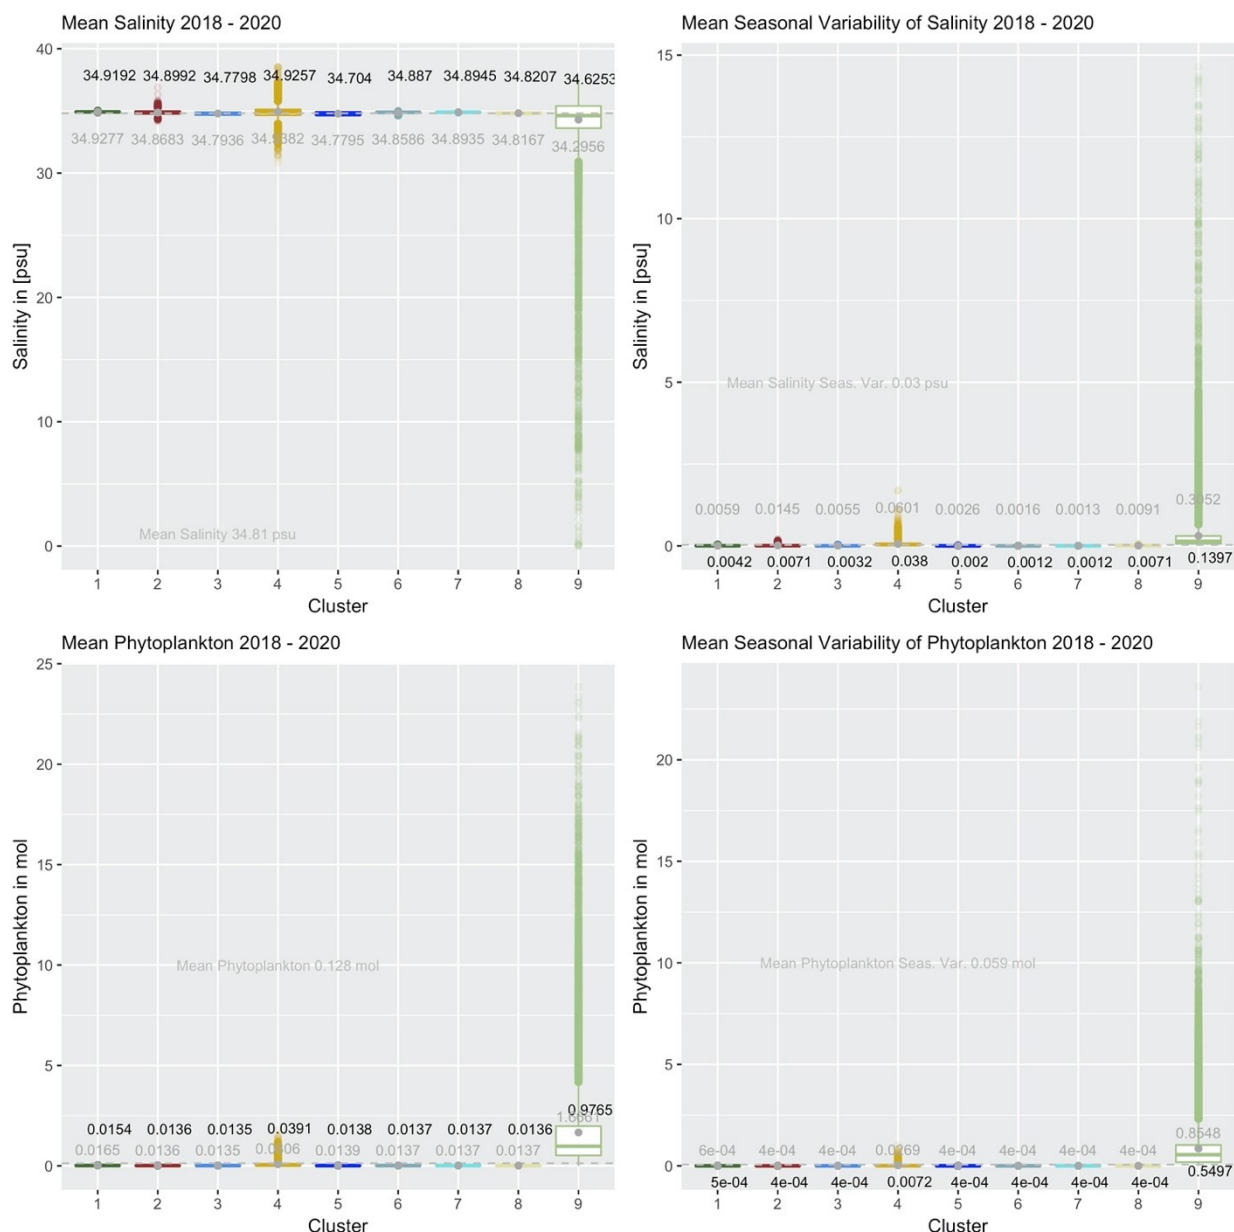 Mean Salinity 2018 - 2020
40
30
20
10
0
Salinity in [psu]
34.9192 34.8992 34.7798 34.9257 34.704 34.887 34.8945 34.8207 34.6253
34.9277 34.8683 34.7936 34.7795 34.8586 34.8935 34.8167 34.2956
Mean Salinity 34.81 psu
1 2 3 4 5 6 7 8 9
Cluster
Mean Seasonal Variability of Salinity 2018 - 2020
15
10
5
0
Salinity in [psu]
Mean Salinity Seas. Var. 0.03 psu
0.0059 0.0145 0.0055 0.0601 0.0026 0.0016 0.0013 0.0091 0.3052
0.0042 0.0071 0.0032 0.038 0.002 0.0012 0.0012 0.0071 0.1397
1 2 3 4 5 6 7 8 9
Cluster
Mean Phytoplankton 2018 - 2020
25
20
15
10
5
0
Phytoplankton in mol
Mean Phytoplankton 0.128 mol
0.0154 0.0136 0.0135 0.0391 0.0138 0.0137 0.0137 0.0136 0.9765
0.0165 0.0136 0.0135 0.0139 0.0137 0.0137 0.0137
1 2 3 4 5 6 7 8 9
Cluster
Mean Seasonal Variability of Phytoplankton 2018 - 2020
20
15
10
5
0
Phytoplankton in mol
Mean Phytoplankton Seas. Var. 0.059 mol
6e-04 4e-04 4e-04 0.0269 4e-04 4e-04 4e-04 4e-04 0.8548
5e-04 4e-04 4e-04 0.0072 4e-04 4e-04 4e-04 4e-04 0.5497
1 2 3 4 5 6 7 8 9
Cluster